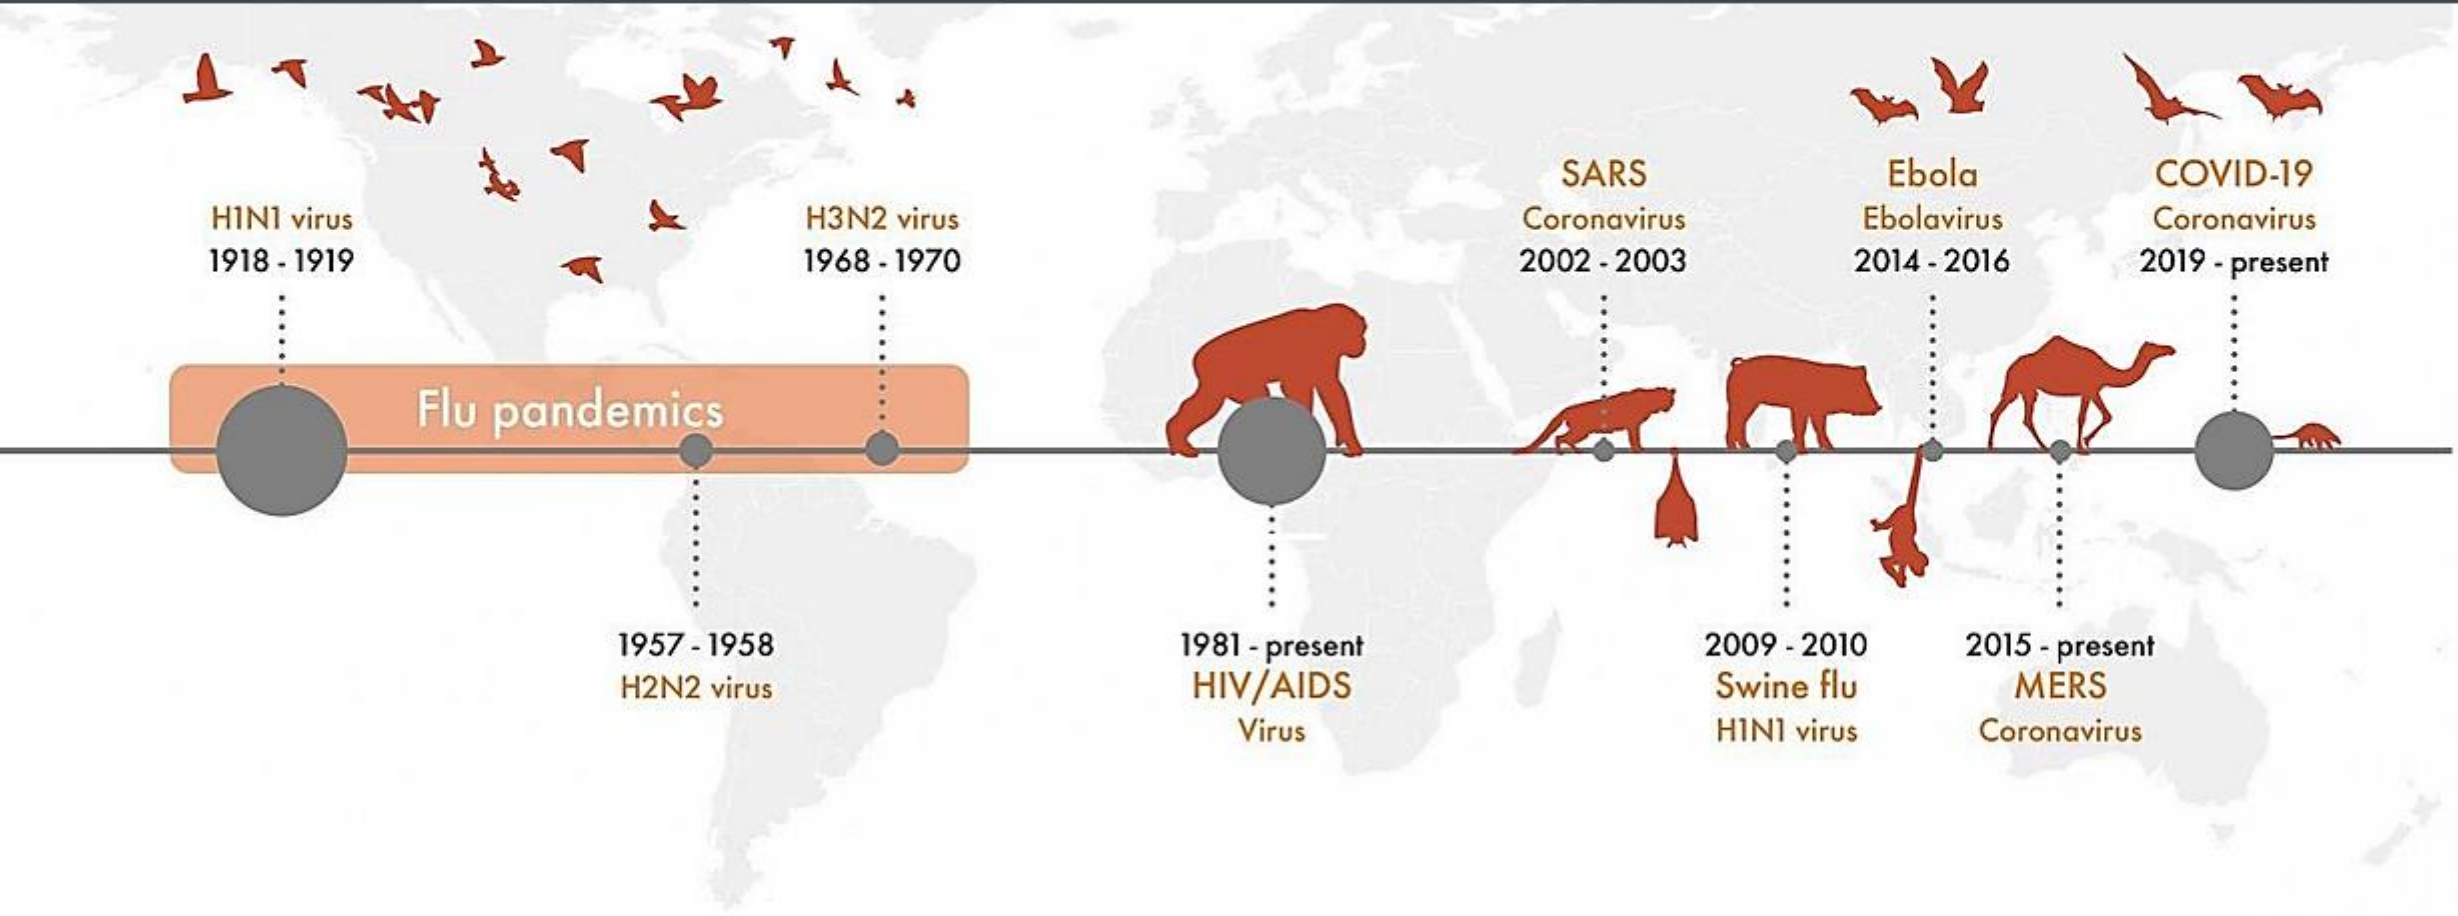 H1N1 virus
1918 - 1919
H3N2 virus
1968 - 1970
Flu pandemics
1957 - 1958
H2N2 virus
1981 - present
HIV/AIDS
Virus
SARS
Coronavirus
2002 - 2003
2009 - 2010
Swine flu
H1N1 virus
Ebola
Ebolavirus
2014 - 2016
2015 - present
MERS
Coronavirus
COVID-19
Coronavirus
2019 - present